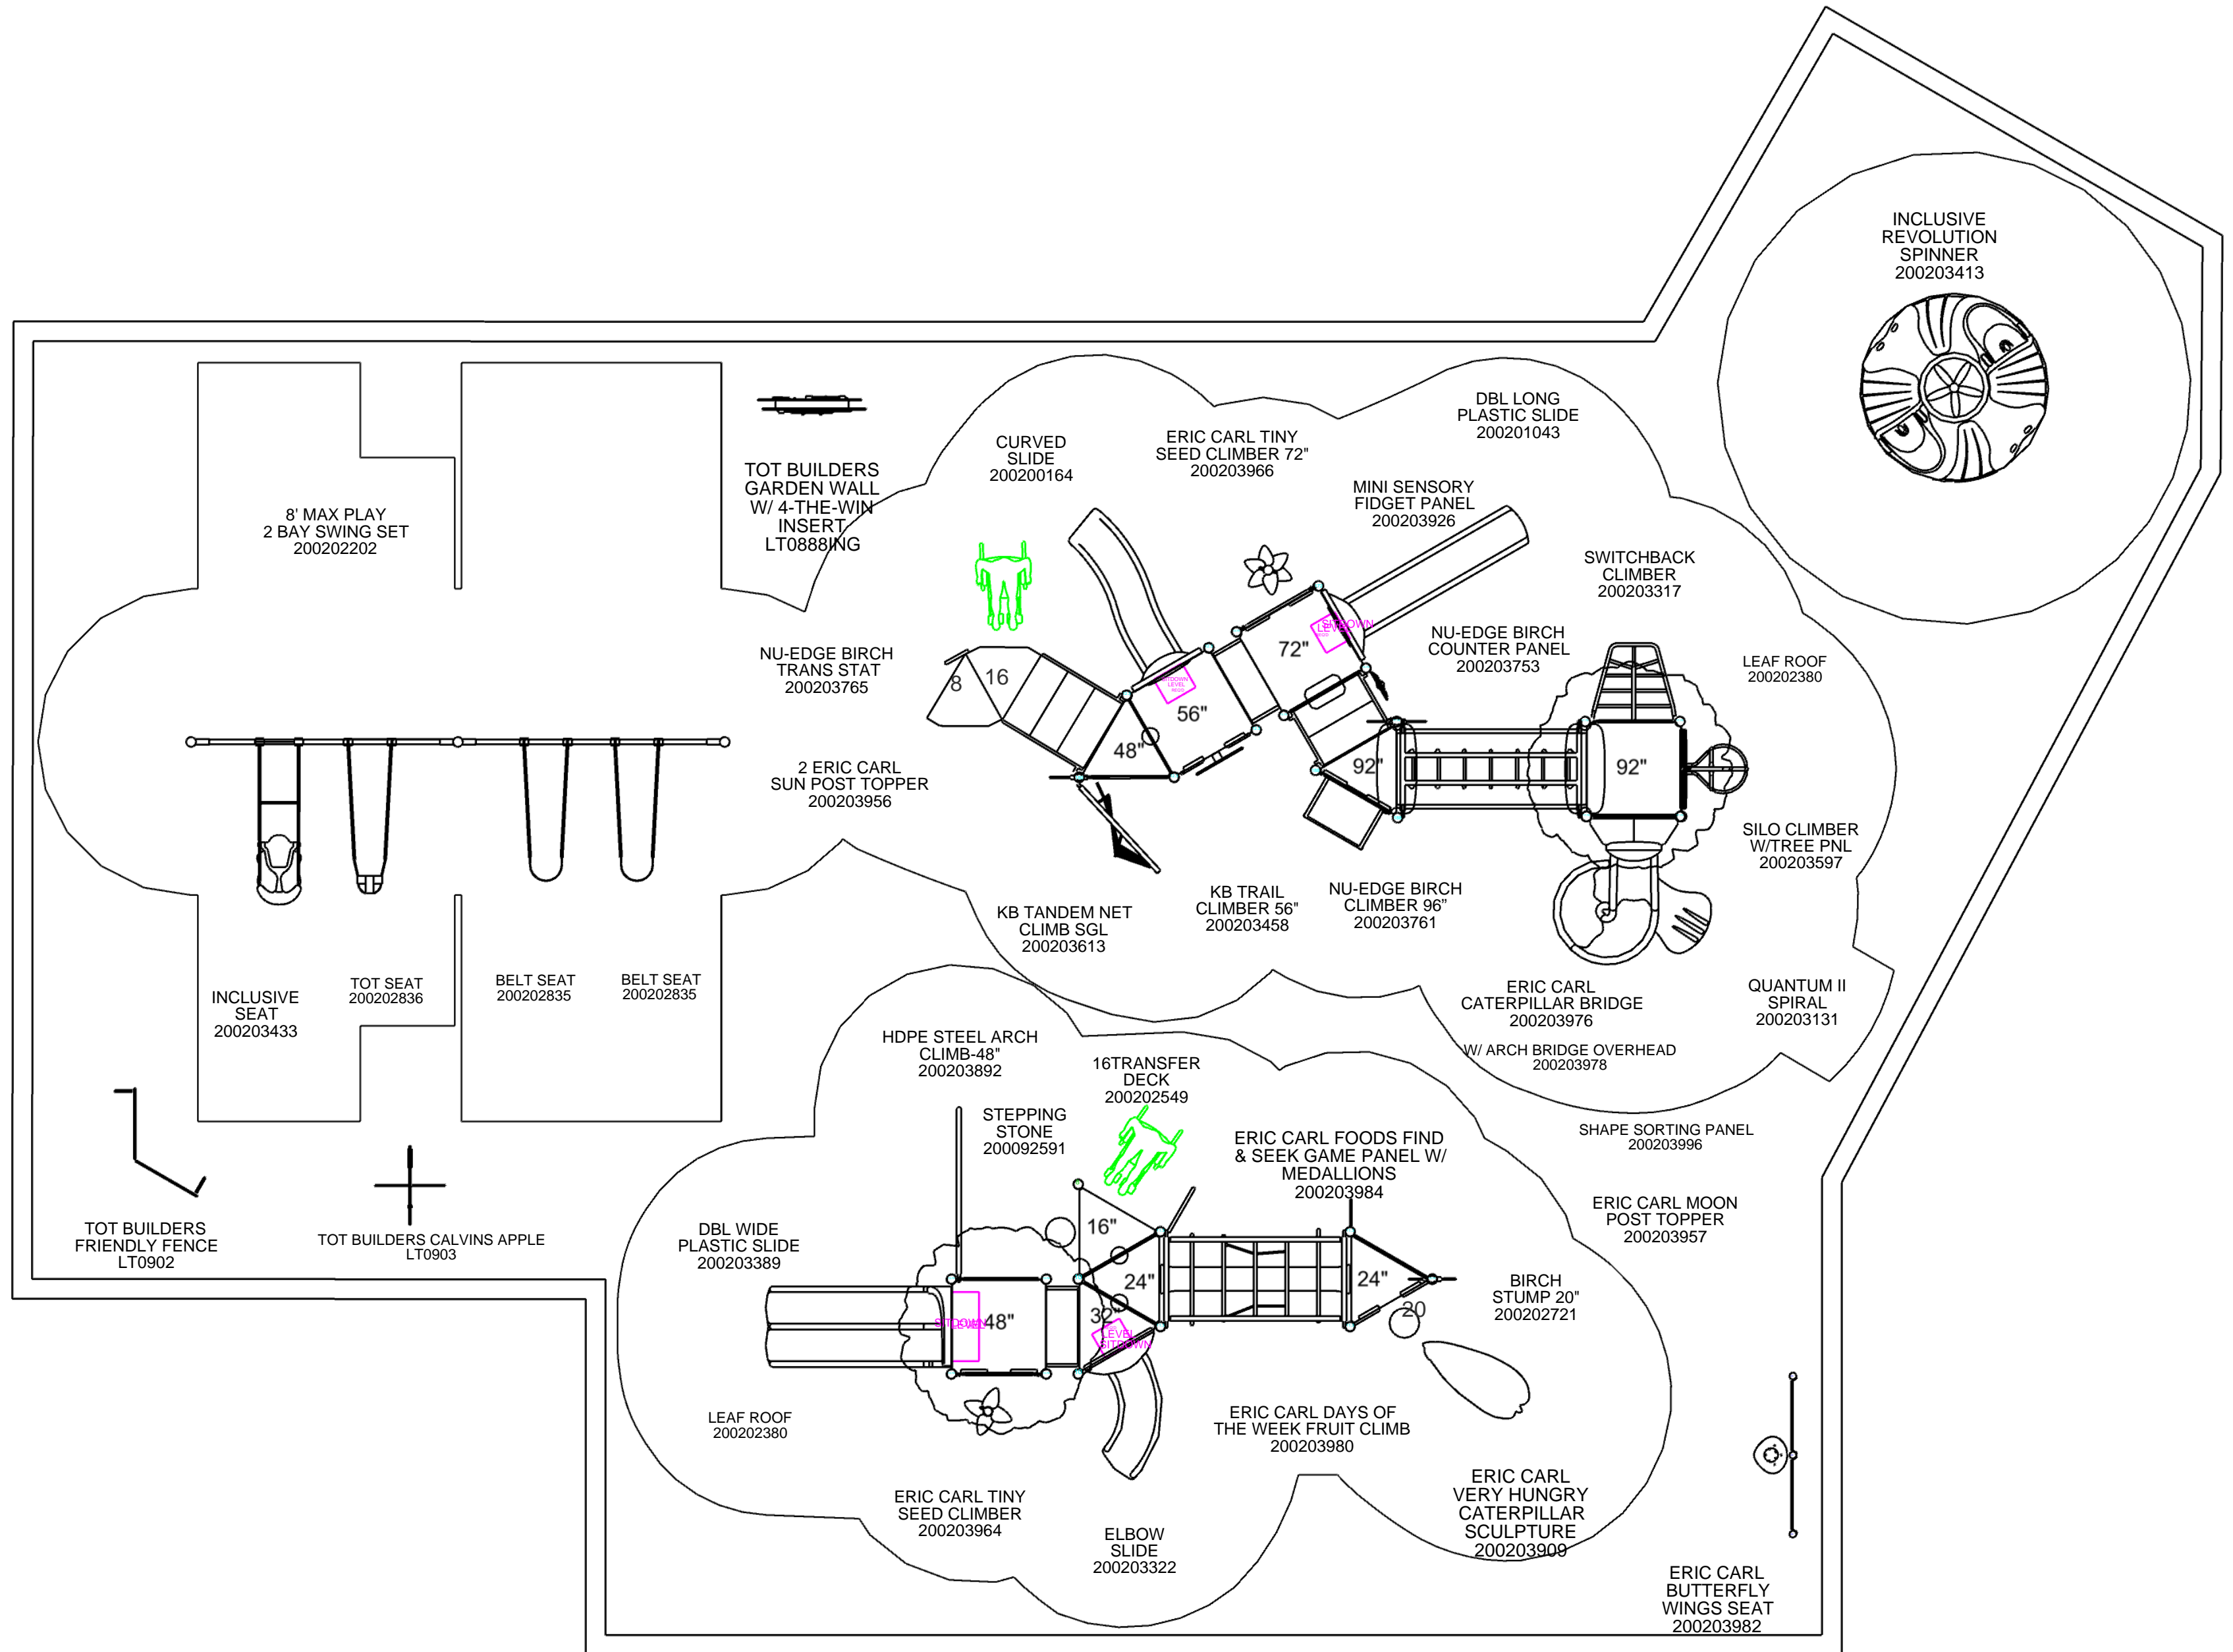 INCLUSIVE
REVOLUTION
SPINNER
200203413
8' MAX PLAY
2 BAY SWING SET
200202202
TOT BUILDERS
GARDEN WALL
W/ 4-THE-WIN
INSERT
LT0888ING
CURVED
SLIDE
200200164
ERIC CARL TINY
SEED CLIMBER 72"
200203966
DBL LONG
PLASTIC SLIDE
200201043
MINI SENSORY
FIDGET PANEL
200203926
SWITCHBACK
CLIMBER
200203317
NU-EDGE BIRCH
TRANS STAT
200203765
NU-EDGE BIRCH
COUNTER PANEL
200203753
LEAF ROOF
200202380
8
16
48"
56"
SITDOWN
LEVEL
72"
SITDOWN
LEVEL
92"
92"
2 ERIC CARL
SUN POST TOPPER
200203956
SILO CLIMBER
W/TREE PNL
200203597
KB TANDEM NET
CLIMB SGL
200203613
KB TRAIL
CLIMBER 56"
200203458
NU-EDGE BIRCH
CLIMBER 96"
200203761
INCLUSIVE
SEAT
200203433
TOT SEAT
200202836
BELT SEAT
200202835
BELT SEAT
200202835
ERIC CARL
CATERPILLAR BRIDGE
200203976
W/ ARCH BRIDGE OVERHEAD
200203978
QUANTUM II
SPIRAL
200203131
HDPE STEEL ARCH
CLIMB-48"
200203892
16TRANSFER
DECK
200202549
STEPPING
STONE
200092591
ERIC CARL FOODS FIND
& SEEK GAME PANEL W/
MEDALLIONS
200203984
SHAPE SORTING PANEL
200203996
ERIC CARL MOON
POST TOPPER
200203957
TOT BUILDERS
FRIENDLY FENCE
LT0902
TOT BUILDERS CALVINS APPLE
LT0903
DBL WIDE
PLASTIC SLIDE
200203389
16"
24"
24"
32"
48"
20
SITDOWN
LEVEL
LEVEL
SITDOWN
BIRCH
STUMP 20"
200202721
LEAF ROOF
200202380
ERIC CARL DAYS OF
THE WEEK FRUIT CLIMB
200203980
ERIC CARL TINY
SEED CLIMBER
200203964
ELBOW
SLIDE
200203322
ERIC CARL
VERY HUNGRY
CATERPILLAR
SCULPTURE
200203909
ERIC CARL
BUTTERFLY
WINGS SEAT
200203982